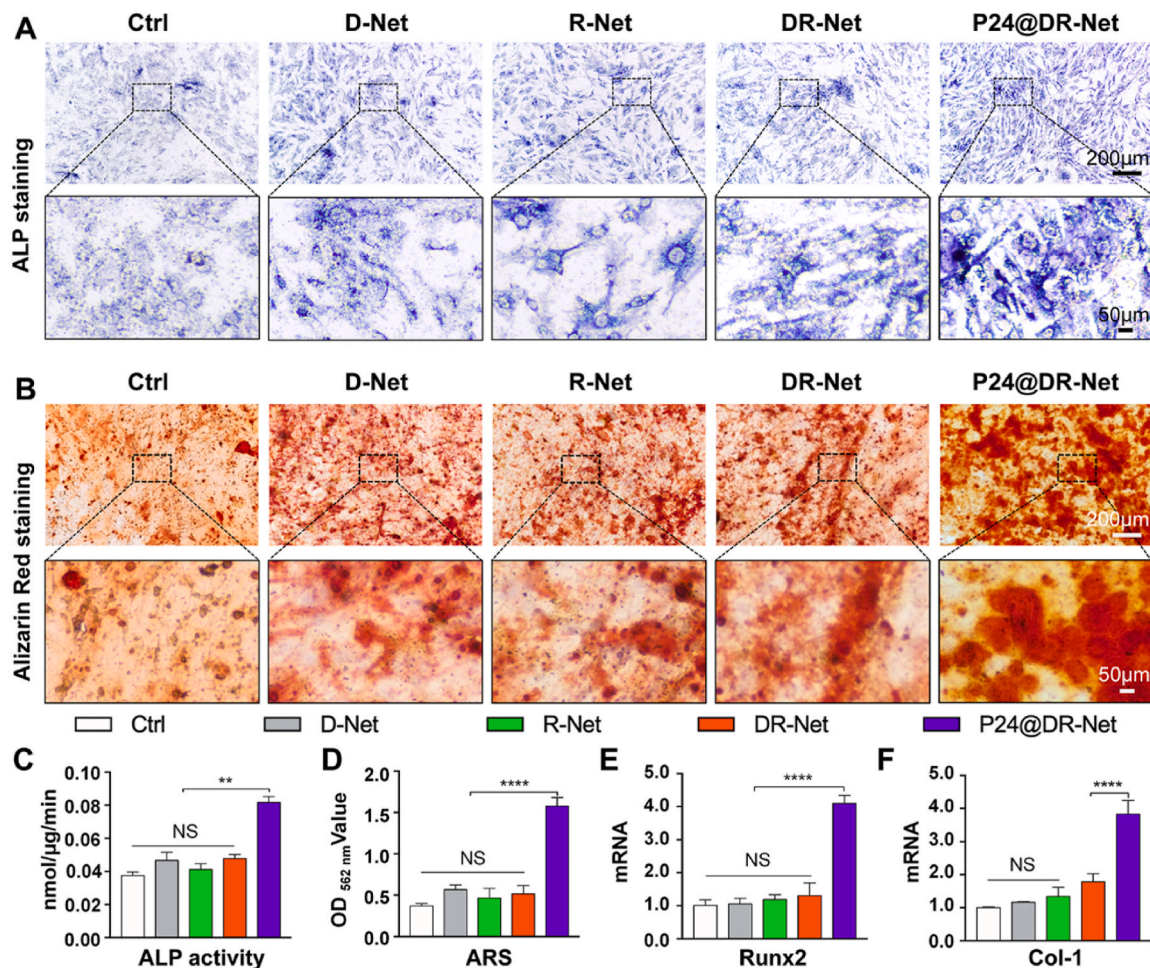 A
Ctrl
D-Net
R-Net
DR-Net
P24@DR-Net
ALP staining
200μm
50μm
B
Ctrl
D-Net
R-Net
DR-Net
P24@DR-Net
Alizarin Red staining
200μm
50μm
Ctrl
D-Net
R-Net
DR-Net
P24@DR-Net
C
nmol/μg/min
0.10
0.08
0.06
0.04
0.02
0.00
NS
**
ALP activity
D
OD 562 nm Value
2.0
1.5
1.0
0.5
0.0
NS
****
ARS
E
mRNA
5.0
4.0
3.0
2.0
1.0
0.0
NS
****
Runx2
F
mRNA
5.0
4.0
3.0
2.0
1.0
0.0
NS
****
Col-1